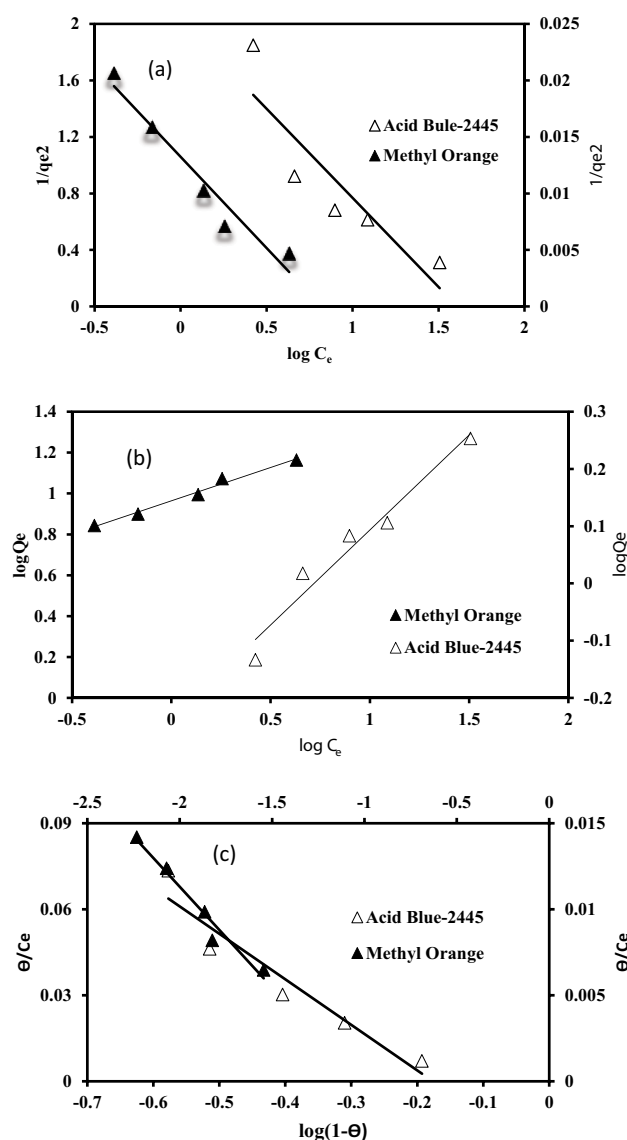 2
1.6
1.2
0.8
0.4
0
0.025
0.02
0.015
0.01
0.005
0
(a)
Acid Bule-2445
Methyl Orange
1/qe2
1/qe2
-0.5 0 0.5 1 1.5 2
log Cₑ
1.4
1.2
1
0.8
0.6
0.4
0.2
0
0.3
0.2
0.1
0
-0.1
-0.2
(b)
logQe
logQe
Methyl Orange
Acid Blue-2445
-0.5 0 0.5 1 1.5 2
log Cₑ
-2.5 -2 -1.5 -1 -0.5 0
0.09
0.06
0.03
0
0.015
0.01
0.005
0
(c)
Acid Blue-2445
Methyl Orange
Ɵ/Ce
Ɵ/Ce
-0.7 -0.6 -0.5 -0.4 -0.3 -0.2 -0.1 0
log(1-Ɵ)